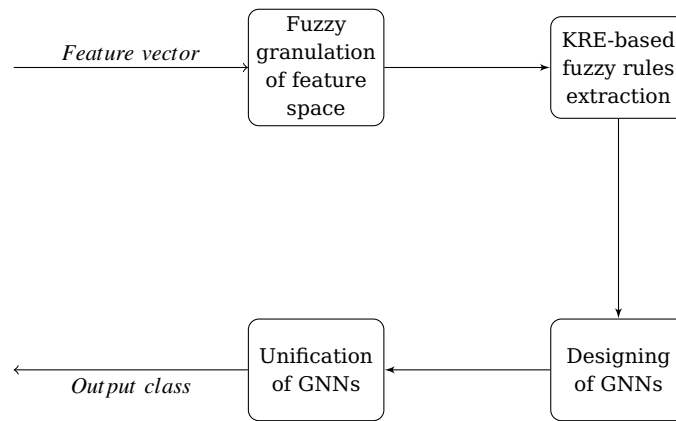 Feature vector
Fuzzy
granulation
of feature
space
KRE-based
fuzzy rules
extraction
Designing
of GNNs
Unification
of GNNs
Output class